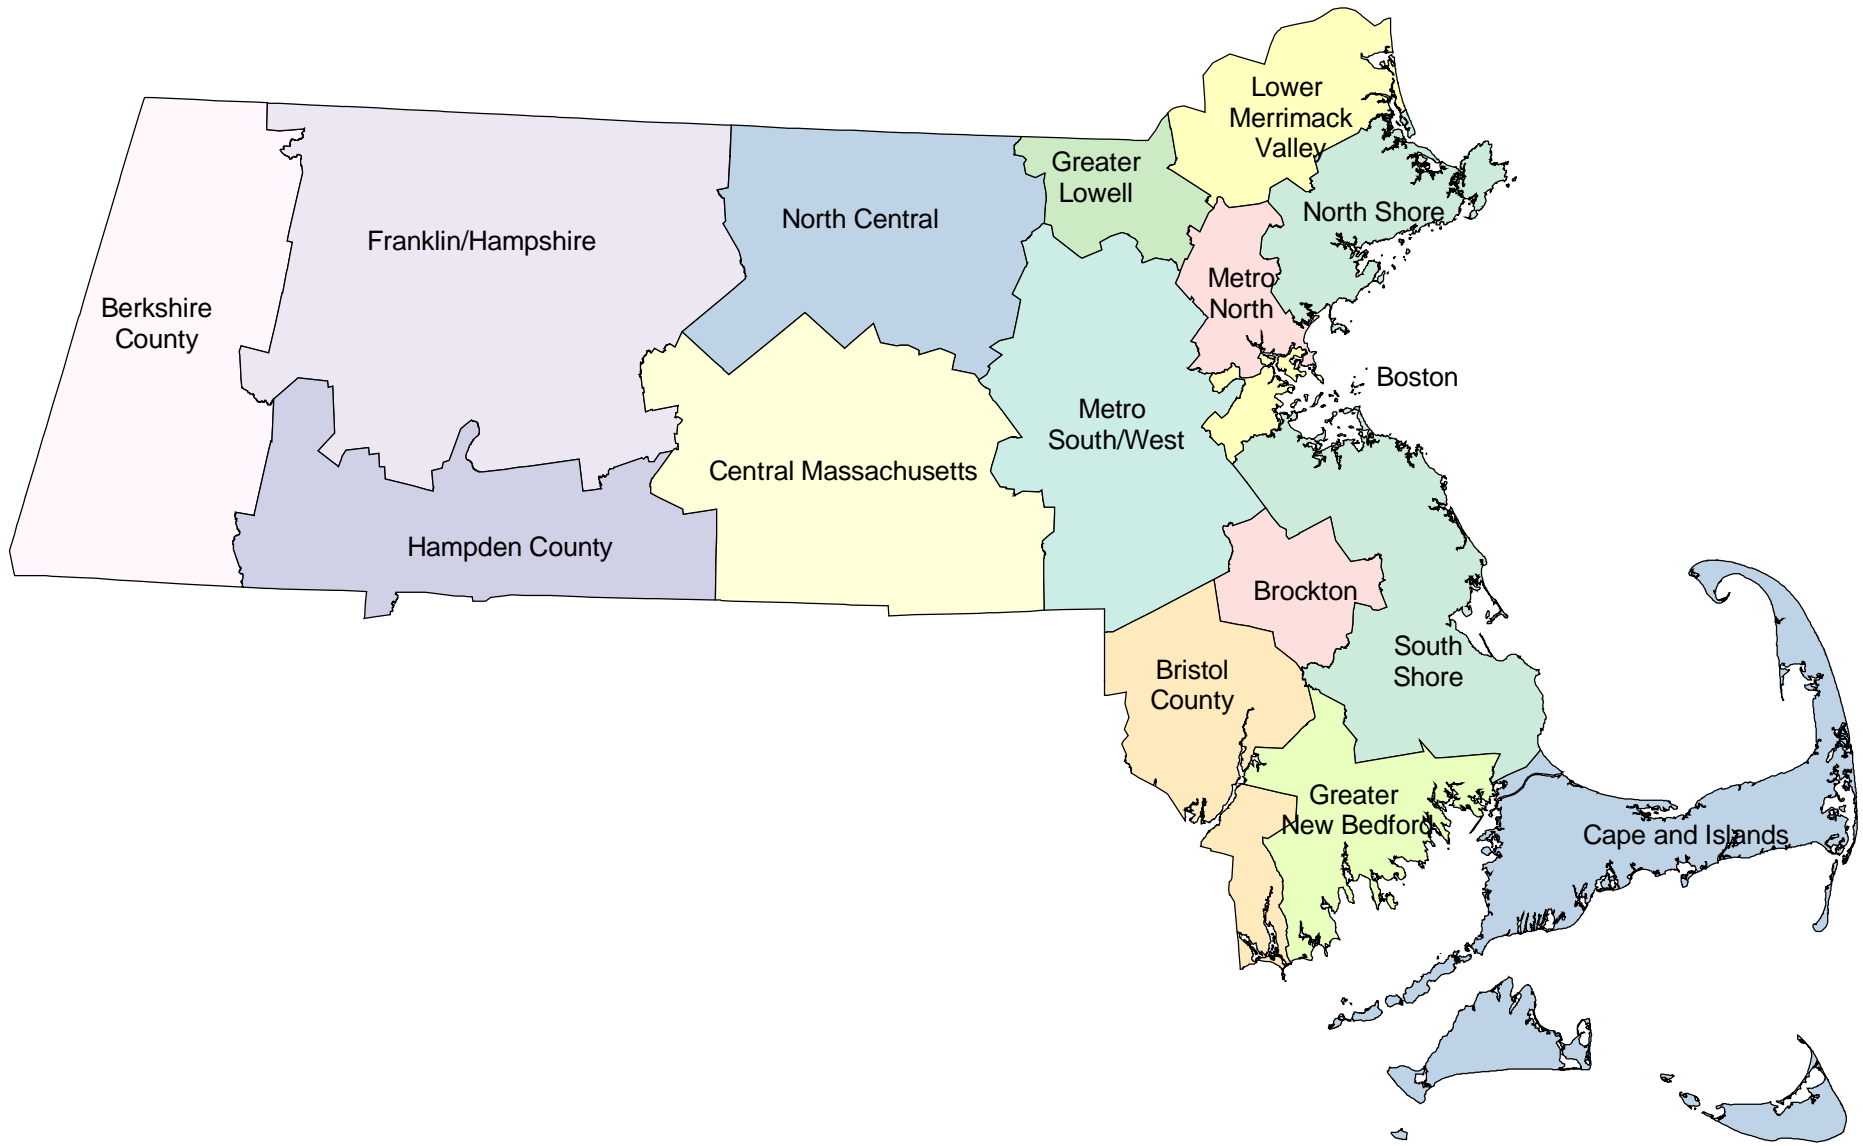 Lower
Merrimack
Valley
Greater
Lowell
North Shore
North Central
Franklin/Hampshire
Metro
North
Berkshire
County
Boston
Metro
South/West
Central Massachusetts
Hampden County
Brockton
South
Shore
Bristol
County
Greater
New Bedford
Cape and Islands